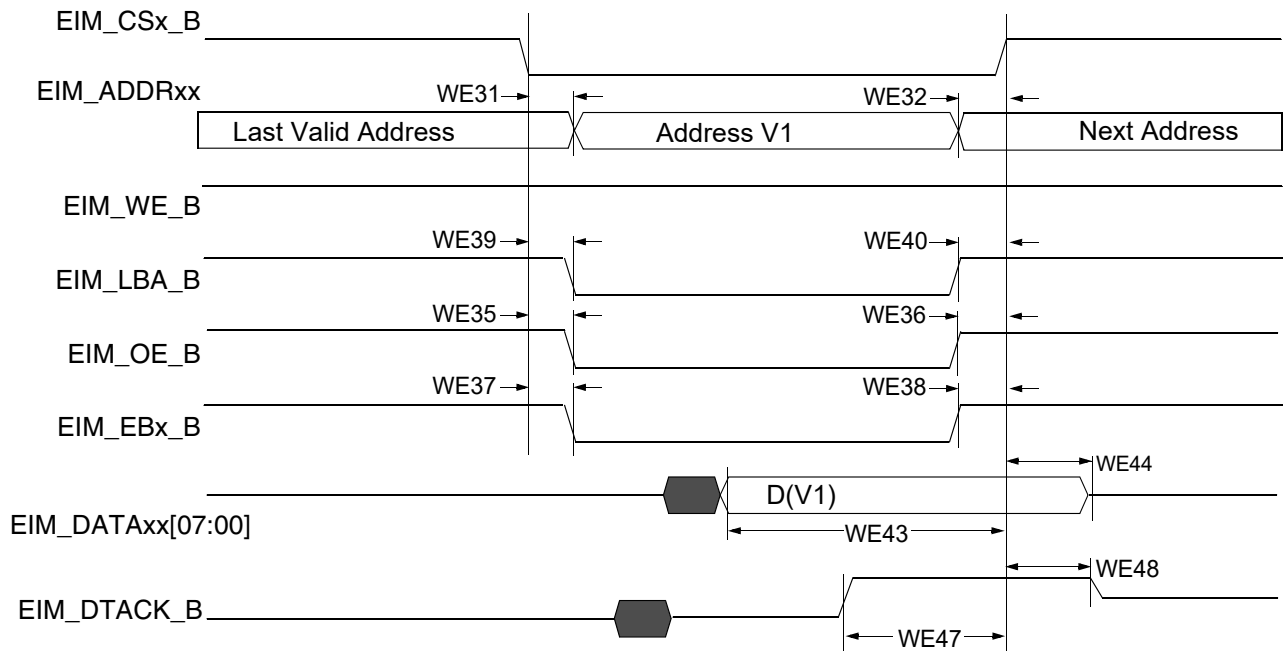 EIM_CSx_B
EIM_ADDRxx
WE31
WE32
Last Valid Address
Address V1
Next Address
EIM_WE_B
WE39
WE40
EIM_LBA_B
WE35
WE36
EIM_OE_B
WE37
WE38
EIM_EBx_B
WE44
D(V1)
EIM_DATAxx[07:00]
WE43
WE48
EIM_DTACK_B
WE47